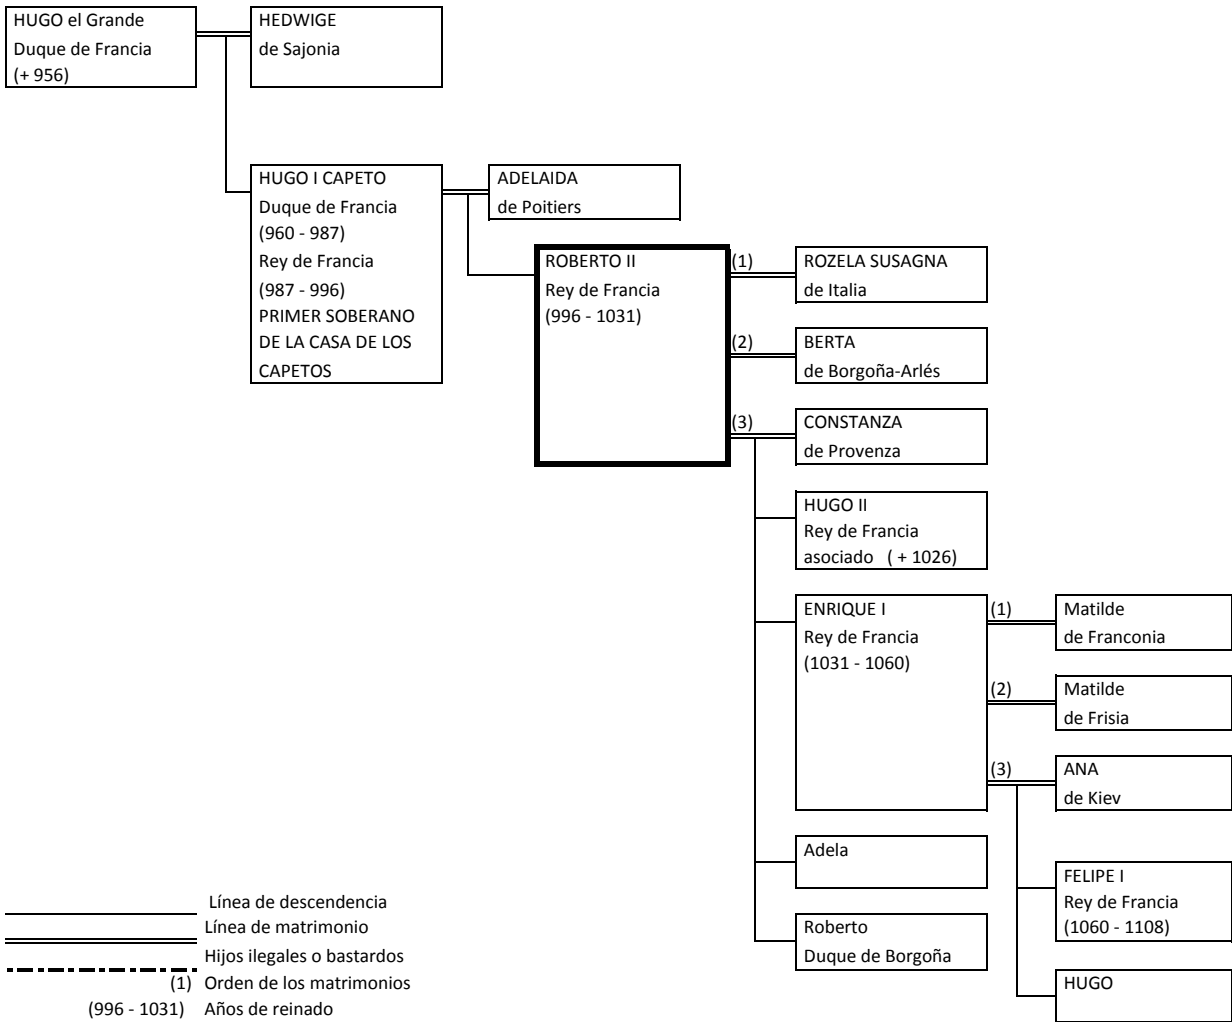 HUGO el Grande
Duque de Francia
(+ 956)
HEDWIGE
de Sajonia
HUGO I CAPETO
Duque de Francia
(960 - 987)
Rey de Francia
(987 - 996)
PRIMER SOBERANO
DE LA CASA DE LOS
CAPETOS
ADELAIDA
de Poitiers
ROBERTO II
Rey de Francia
(996 - 1031)
(1)
ROZELA SUSAGNA
de Italia
(2)
BERTA
de Borgoña-Arlés
(3)
CONSTANZA
de Provenza
HUGO II
Rey de Francia
asociado ( + 1026)
ENRIQUE I
Rey de Francia
(1031 - 1060)
(1)
Matilde
de Franconia
(2)
Matilde
de Frisia
(3)
ANA
de Kiev
Adela
FELIPE I
Rey de Francia
(1060 - 1108)
Roberto
Duque de Borgoña
HUGO
Línea de descendencia
Línea de matrimonio
Hijos ilegales o bastardos
(1) Orden de los matrimonios
(996 - 1031) Años de reinado